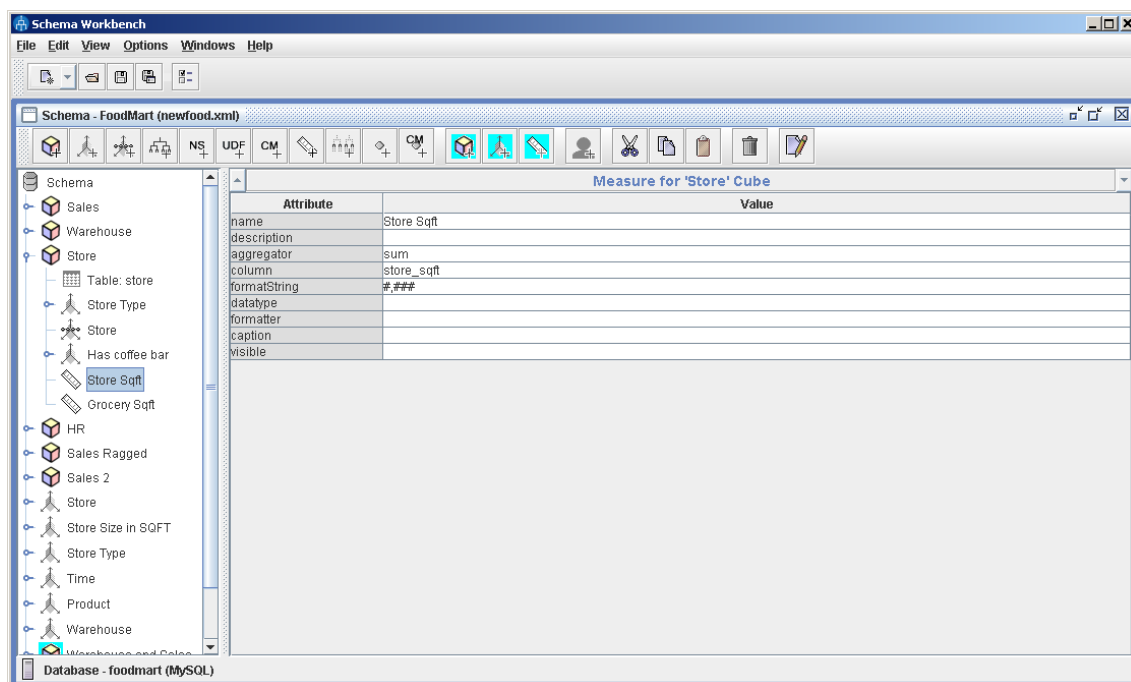 Schema Workbench
File Edit View Options Windows Help
Schema - FoodMart (newfood.xml)
NS UDF CM CM
Schema
Sales
Warehouse
Store
Table: store
Store Type
Store
Has coffee bar
Store Sqft
Grocery Sqft
HR
Sales Ragged
Sales 2
Store
Store Size in SQFT
Store Type
Time
Product
Warehouse
Warehouse and Sales
Measure for 'Store' Cube
Attribute Value
name Store Sqft
description
aggregator sum
column store_sqft
formatString #,###
datatype
formatter
caption
visible
Database - foodmart (MySQL)